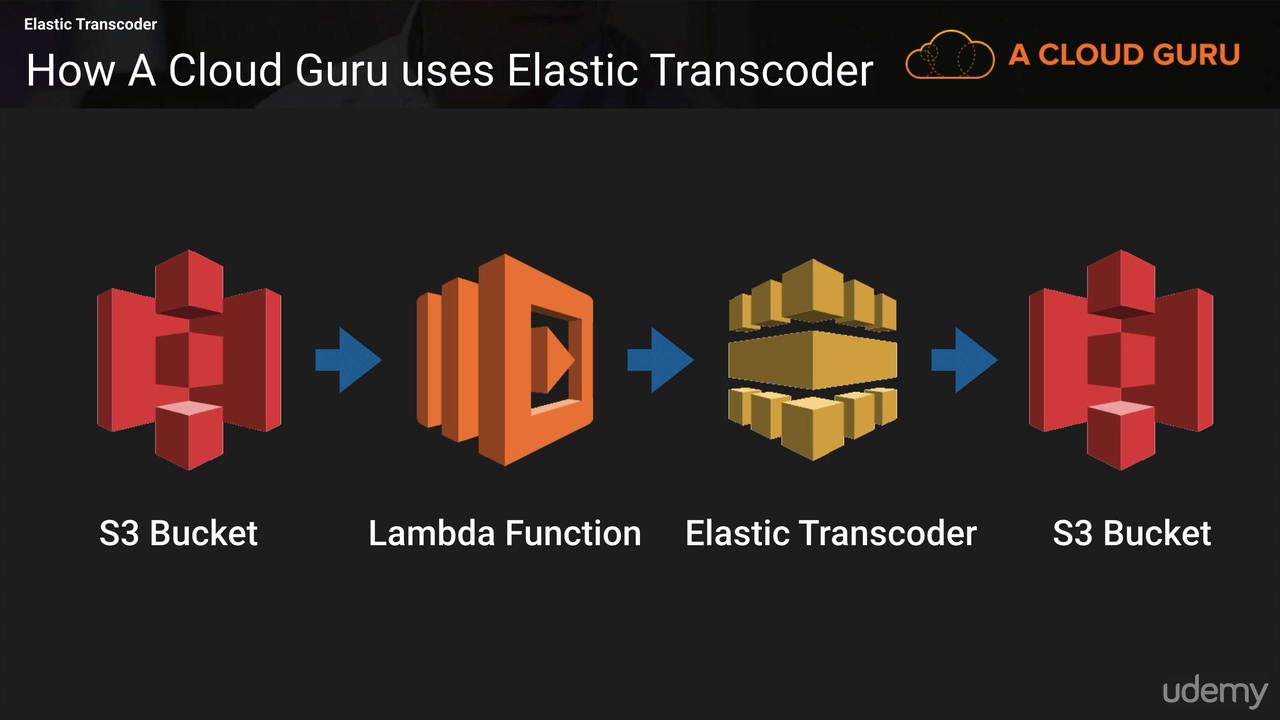 Elastic Transcoder
How A Cloud Guru uses Elastic Transcoder
A CLOUD GURU
S3 Bucket
Lambda Function
Elastic Transcoder
S3 Bucket
udemy